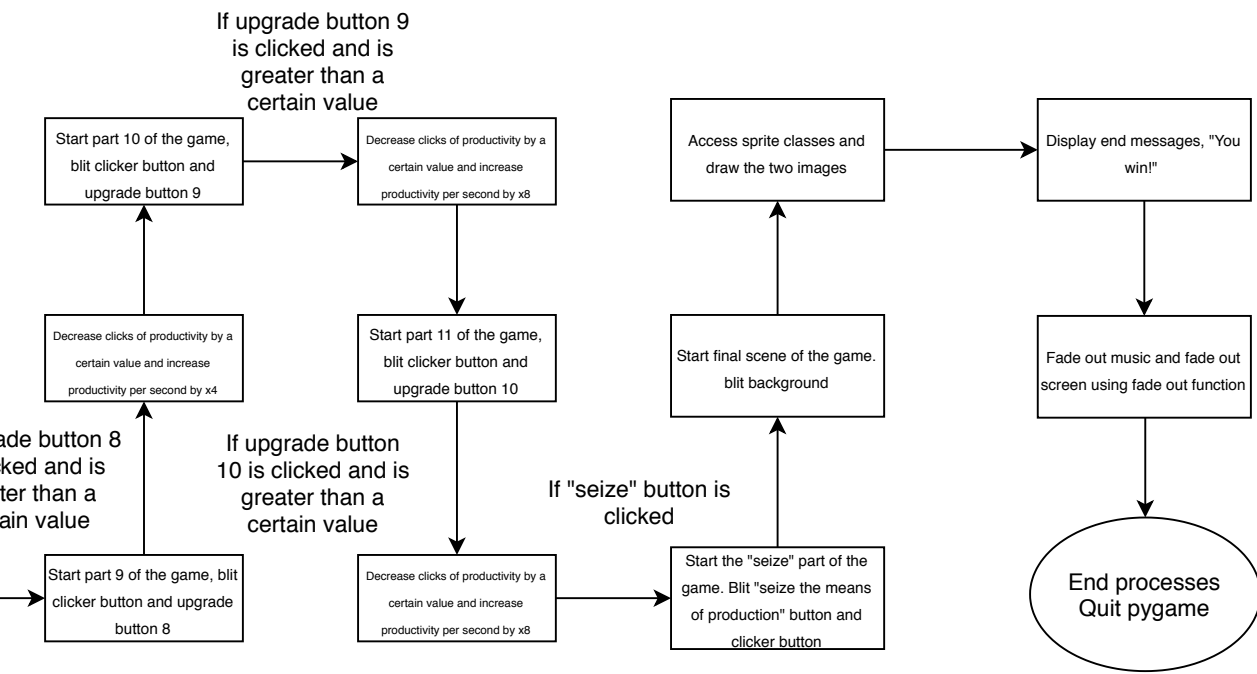 If upgrade button 9
is clicked and is
greater than a
certain value
Start part 10 of the game,
blit clicker button and
upgrade button 9
Decrease clicks of productivity by a
certain value and increase
productivity per second by x8
Access sprite classes and
draw the two images
Display end messages, "You
win!"
Decrease clicks of productivity by a
certain value and increase
productivity per second by x4
Start part 11 of the game,
blit clicker button and
upgrade button 10
Start final scene of the game.
blit background
Fade out music and fade out
screen using fade out function
button 8
and is
than a
value
If upgrade button
10 is clicked and is
greater than a
certain value
If "seize" button is
clicked
Start part 9 of the game, blit
clicker button and upgrade
button 8
Decrease clicks of productivity by a
certain value and increase
productivity per second by x8
Start the "seize" part of the
game. Blit "seize the means
of production" button and
clicker button
End processes
Quit pygame